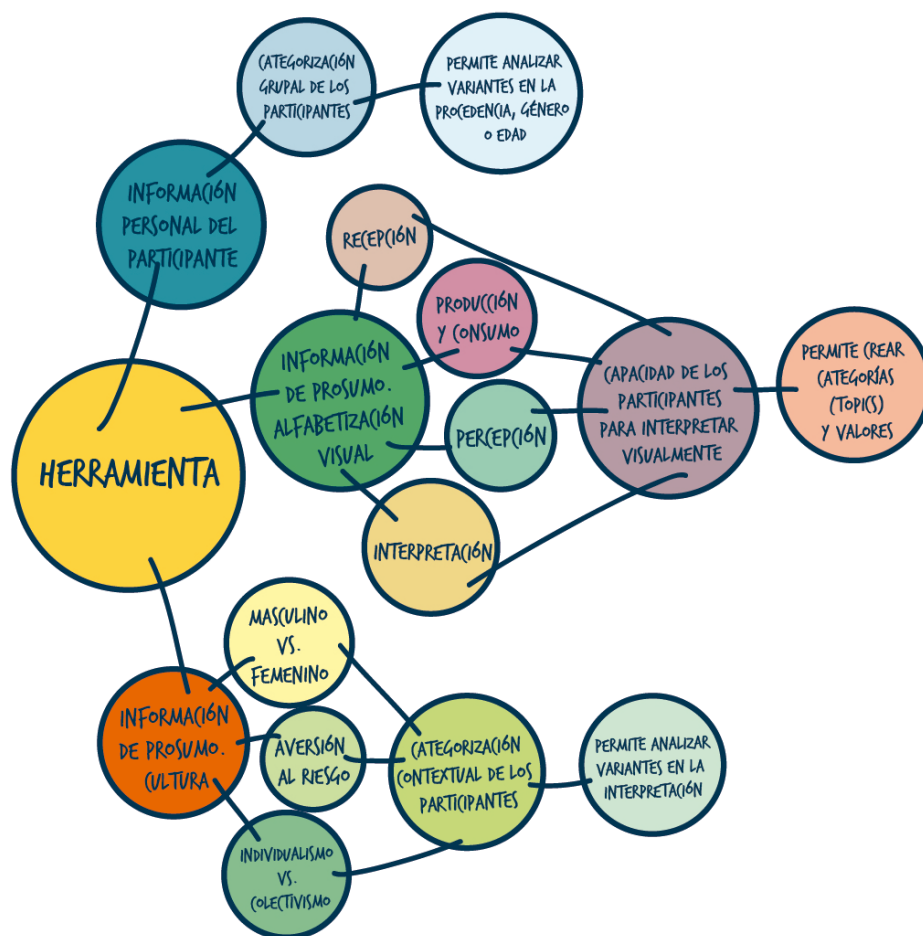 CATEGORIZACIÓN
GRUPAL DE LOS
PARTICIPANTES
PERMITE ANALIZAR
VARIANTES EN LA
PROCEDENCIA, GÉNERO
O EDAD
INFORMACIÓN
PERSONAL DEL
PARTICIPANTE
RECEPCIÓN
PRODUCCIÓN
Y CONSUMO
INFORMACIÓN
DE PROSUMO.
ALFABETIZACIÓN
VISUAL
PERCEPCIÓN
INTERPRETACIÓN
CAPACIDAD DE LOS
PARTICIPANTES
PARA INTERPRETAR
VISUALMENTE
PERMITE CREAR
CATEGORÍAS
(TOPICS)
Y VALORES
HERRAMIENTA
MASCULINO
VS.
FEMENINO
INFORMACIÓN
DE PROSUMO.
CULTURA
AVERSIÓN
AL RIESGO
CATEGORIZACIÓN
CONTEXTUAL DE LOS
PARTICIPANTES
PERMITE ANALIZAR
VARIANTES EN LA
INTERPRETACIÓN
INDIVIDUALISMO
VS.
COLECTIVISMO